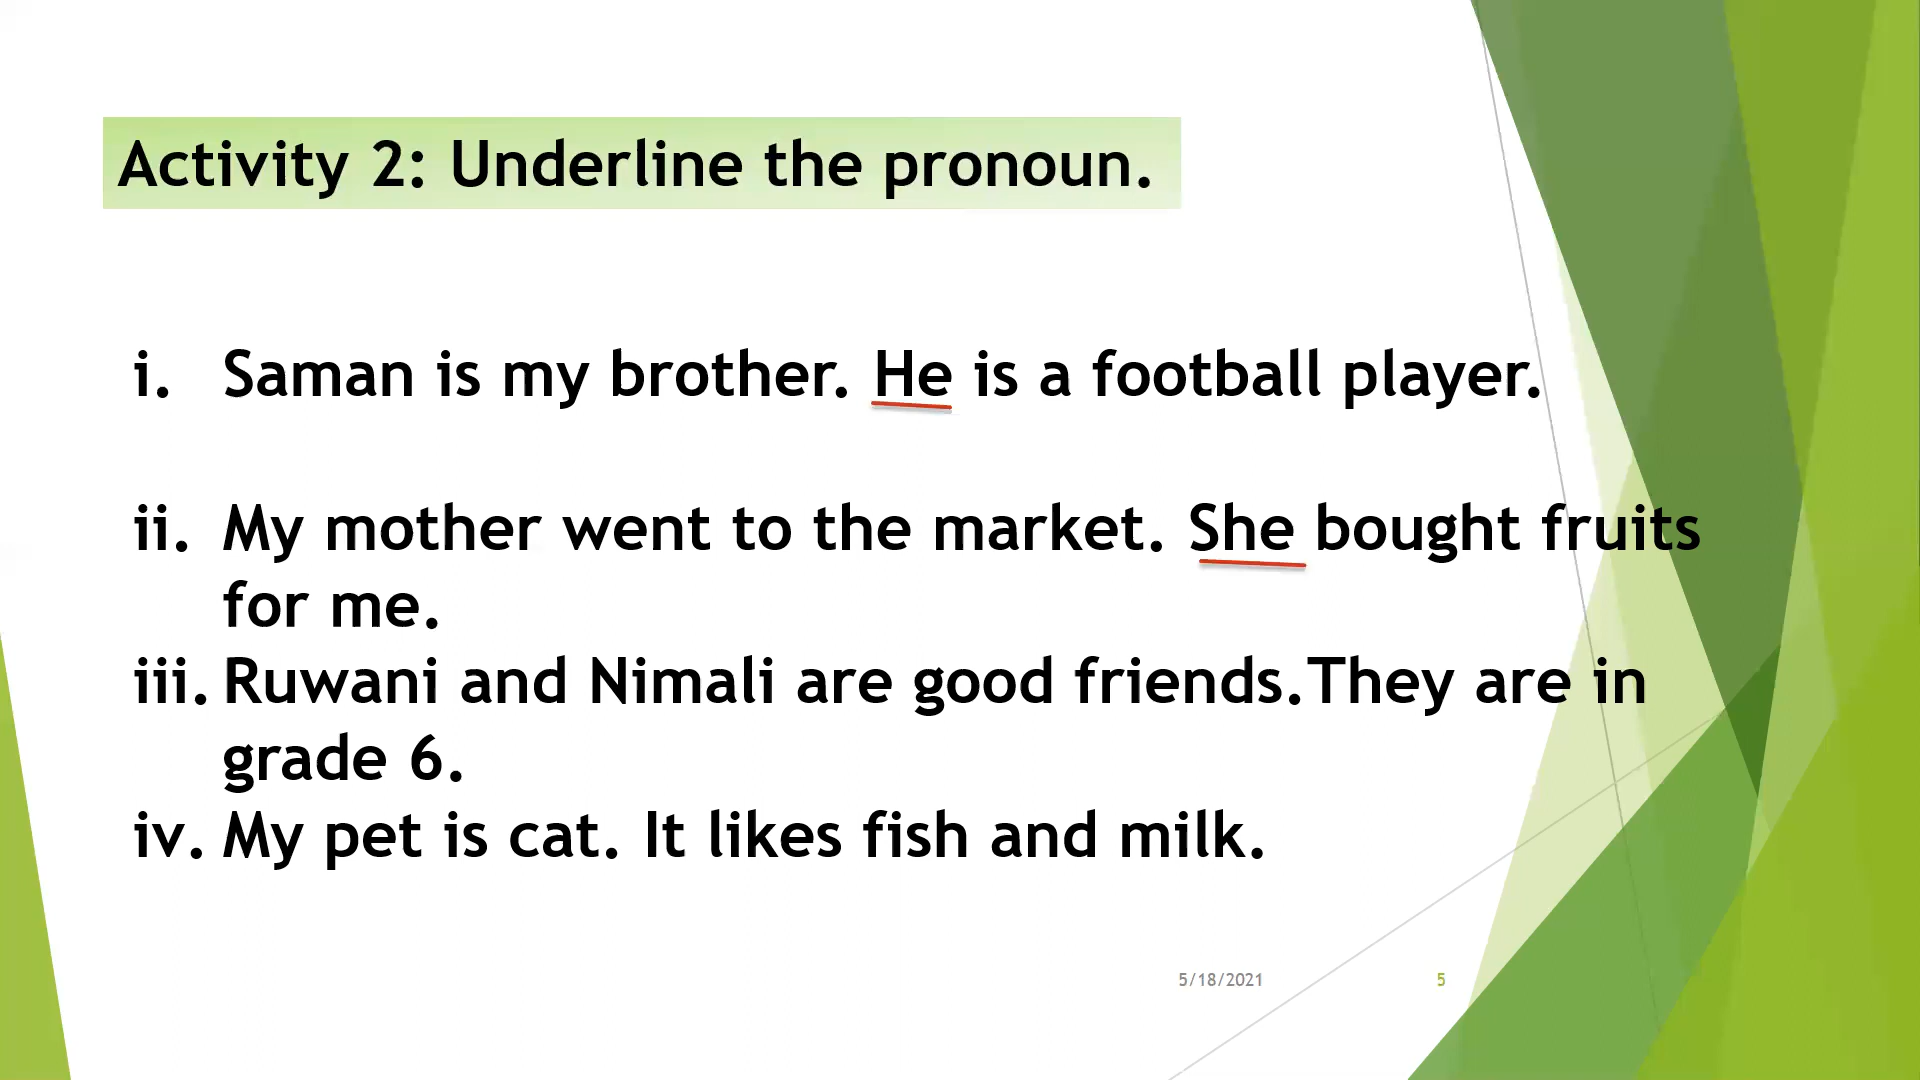 Activity 2: Underline the pronoun.
i. Saman is my brother. He is a football player.
ii. My mother went to the market. She bought fruits
for me.
iii. Ruwani and Nimali are good friends.They are in
grade 6.
iv. My pet is cat. It likes fish and milk.
5/18/2021 5